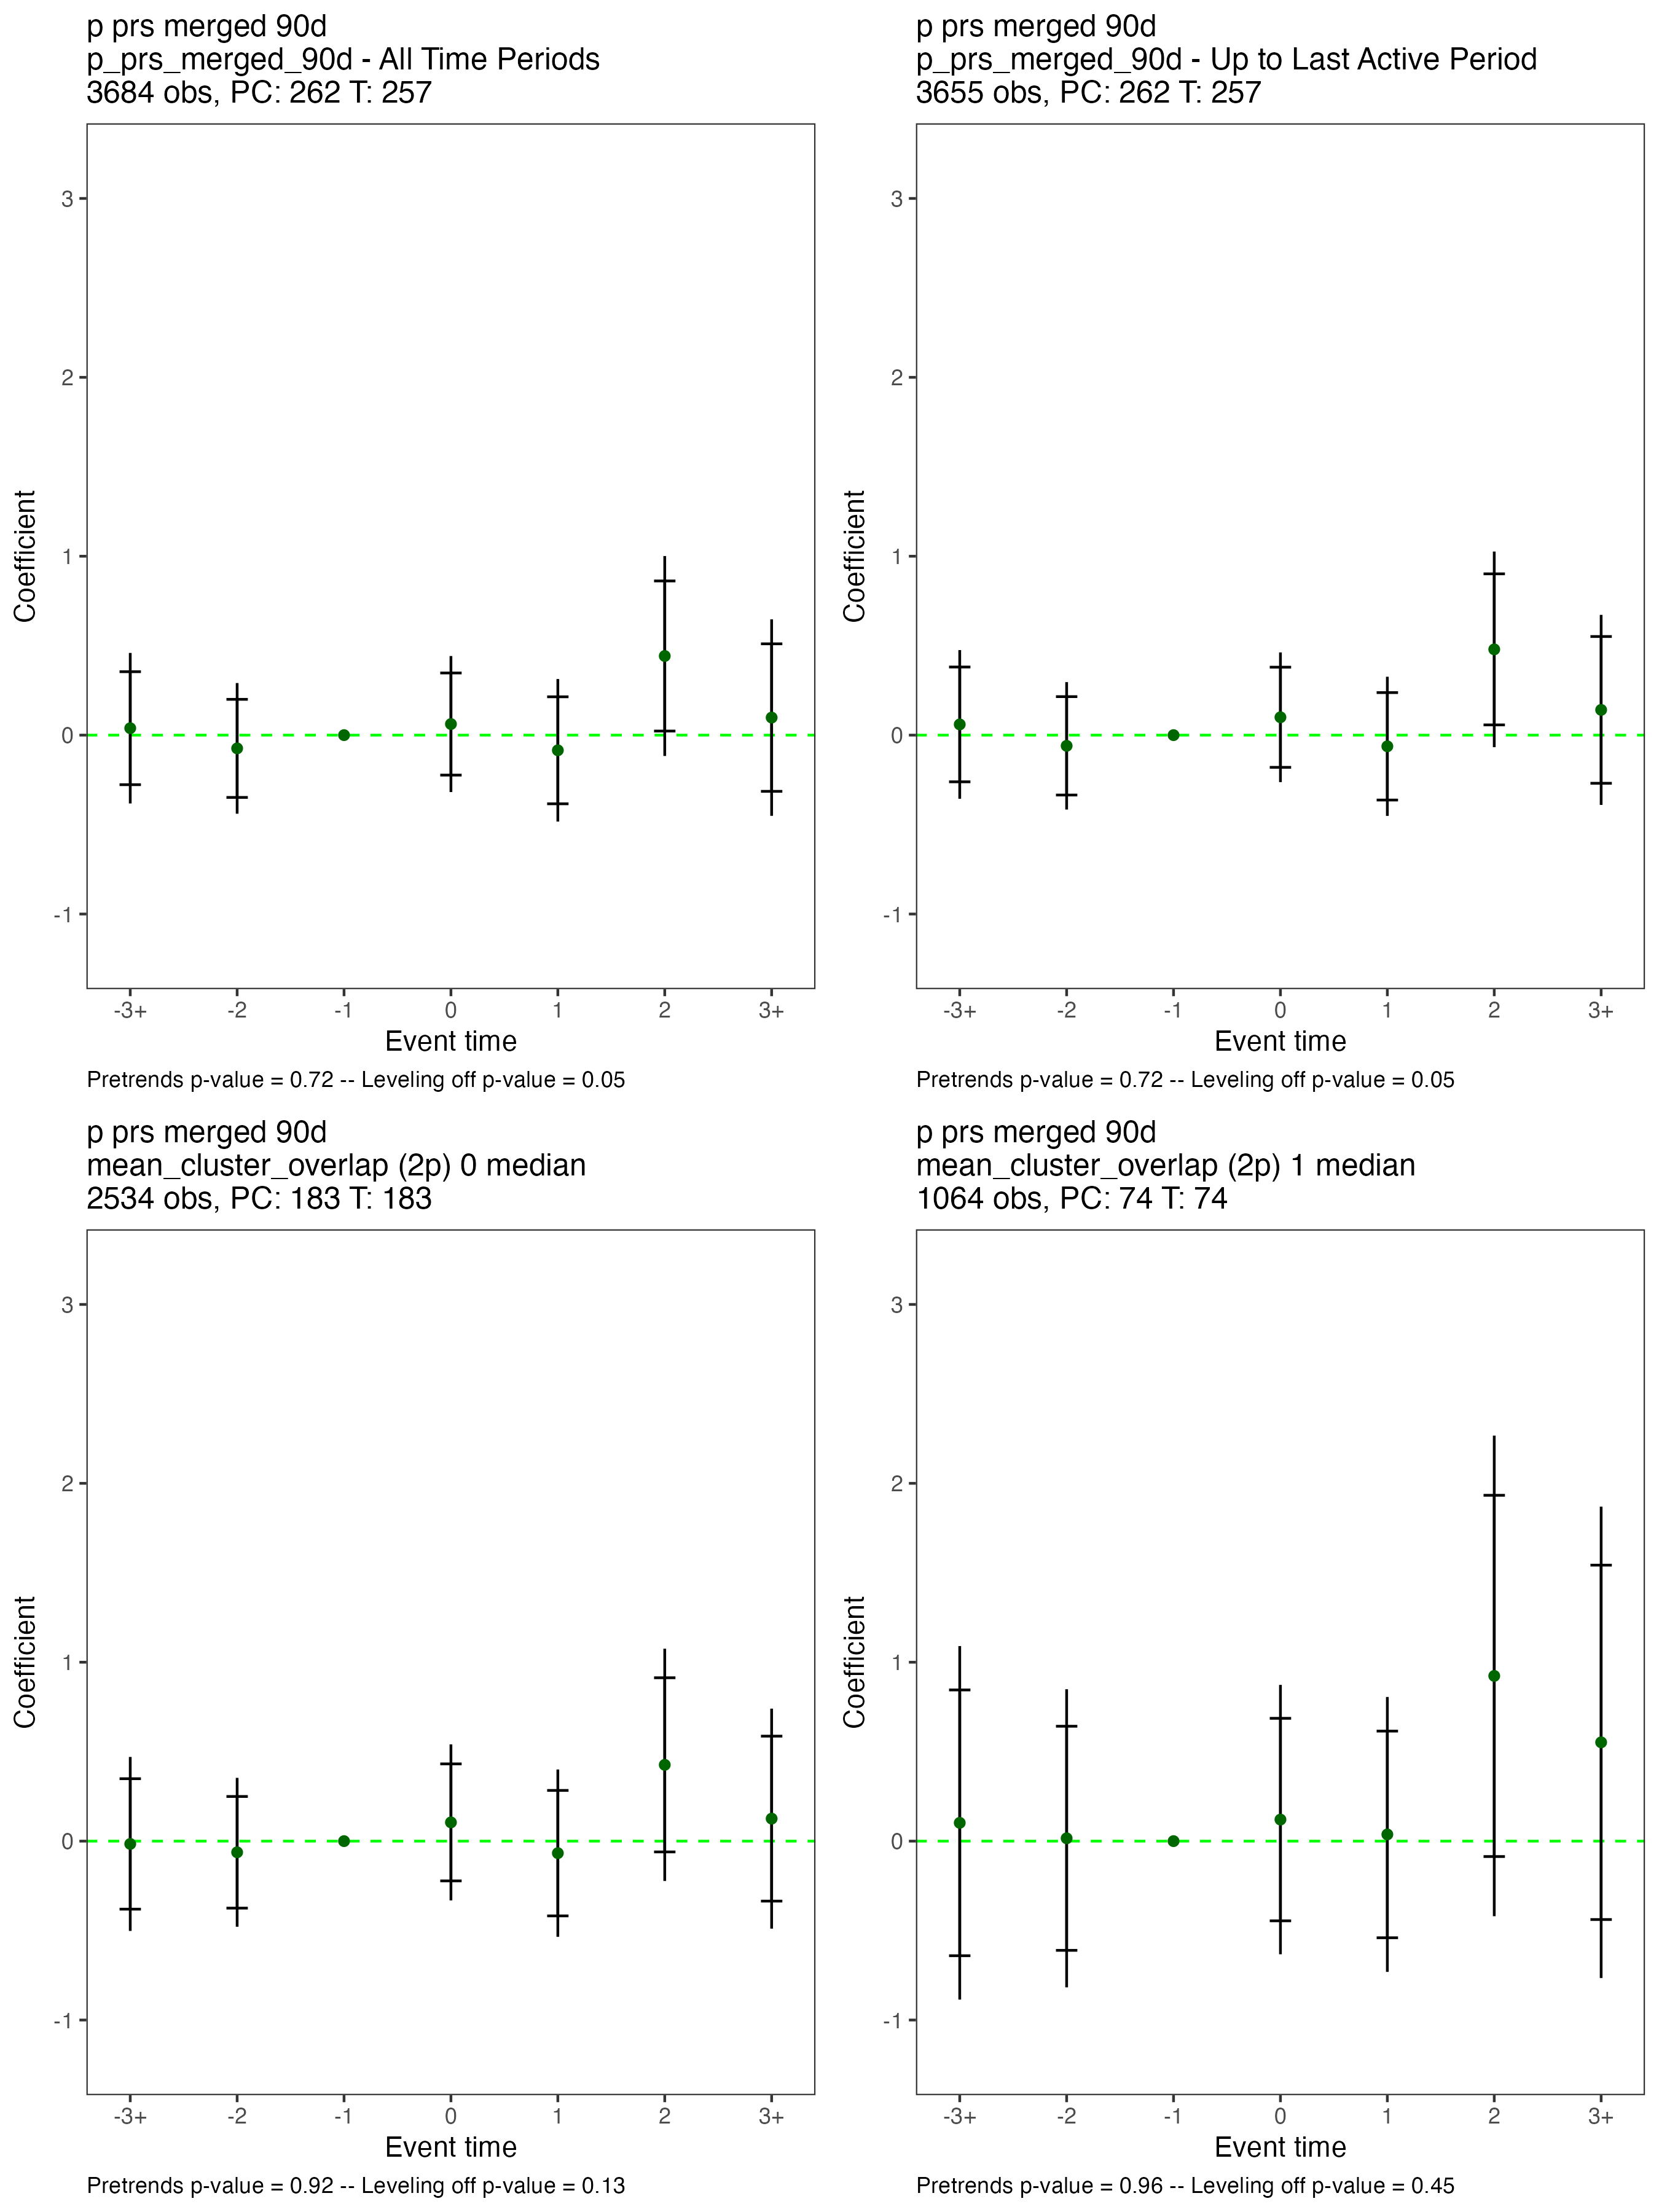 p prs merged 90d
p_prs_merged_90d - All Time Periods
3684 obs, PC: 262 T: 257
3
2
1
0
-1
Coefficient
-3+ -2 -1 0 1 2 3+
Event time
Pretrends p-value = 0.72 -- Leveling off p-value = 0.05
p prs merged 90d
p_prs_merged_90d - Up to Last Active Period
3655 obs, PC: 262 T: 257
3
2
1
0
-1
Coefficient
-3+ -2 -1 0 1 2 3+
Event time
Pretrends p-value = 0.72 -- Leveling off p-value = 0.05
p prs merged 90d
mean_cluster_overlap (2p) 0 median
2534 obs, PC: 183 T: 183
3
2
1
0
-1
Coefficient
-3+ -2 -1 0 1 2 3+
Event time
Pretrends p-value = 0.92 -- Leveling off p-value = 0.13
p prs merged 90d
mean_cluster_overlap (2p) 1 median
1064 obs, PC: 74 T: 74
3
2
1
0
-1
Coefficient
-3+ -2 -1 0 1 2 3+
Event time
Pretrends p-value = 0.96 -- Leveling off p-value = 0.45